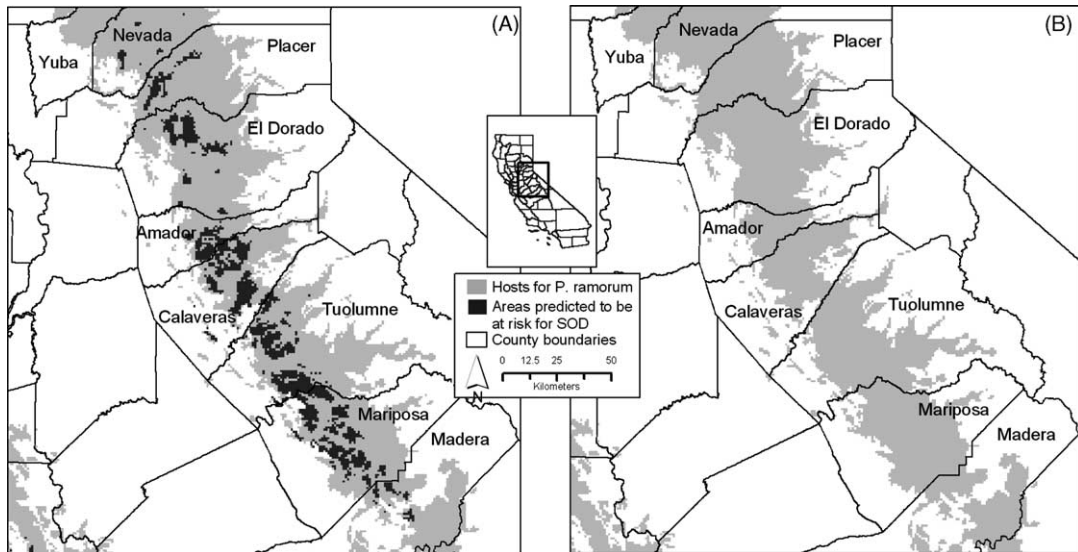 (A)
Nevada
Yuba
Placer
El Dorado
Amador
Calaveras
Tuolumne
Mariposa
Madera
Hosts for P. ramorum
Areas predicted to be
at risk for SOD
County boundaries
0 12.5 25 50
Kilometers
N
(B)
Nevada
Yuba
Placer
El Dorado
Amador
Calaveras
Tuolumne
Mariposa
Madera